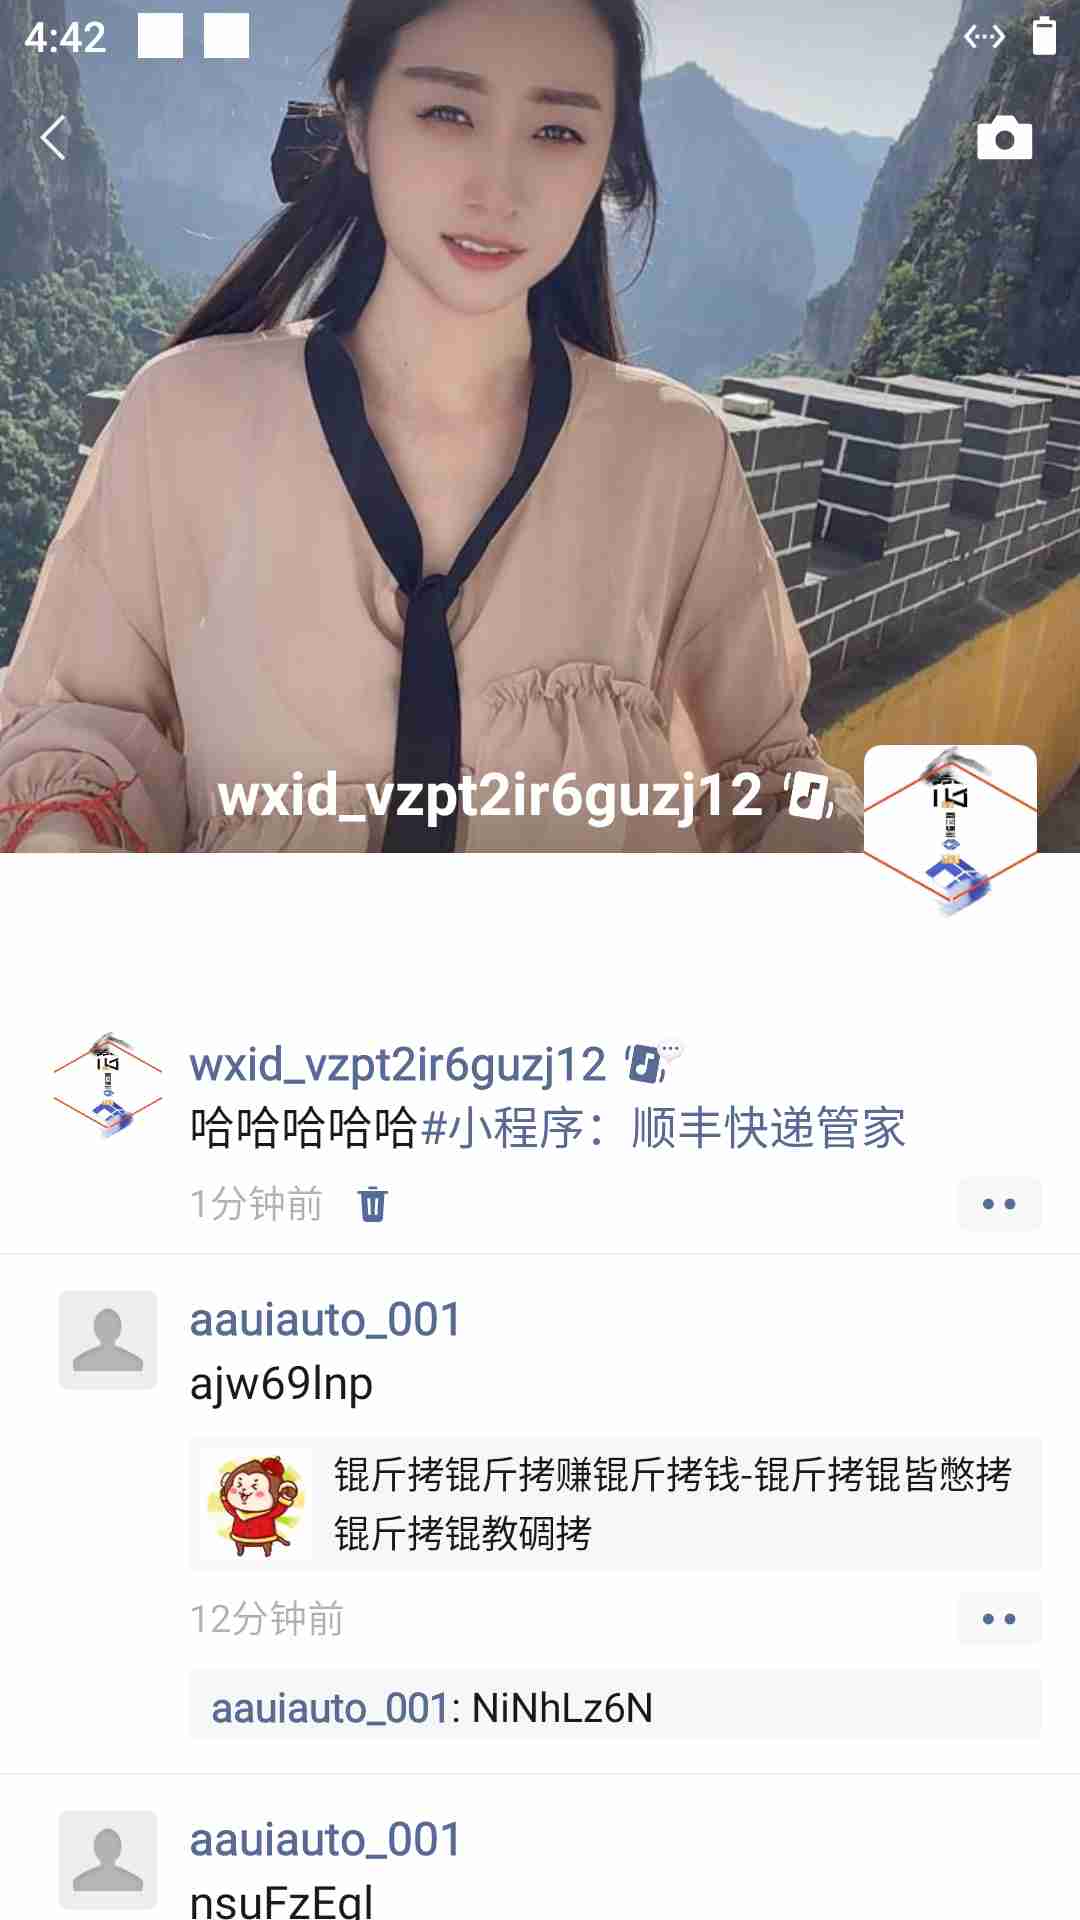 4:42
wxid_vzpt2ir6guzj12
wxid_vzpt2ir6guzj12
哈哈哈哈哈#小程序：顺丰快递管家
1分钟前
aauiauto_001
ajw69lnp
锟斤拷锟斤拷赚锟斤拷钱-锟斤拷锟皆憋拷
锟斤拷锟教碉拷
12分钟前
aauiauto_001: NiNhLz6N
aauiauto_001
nsuFzEql